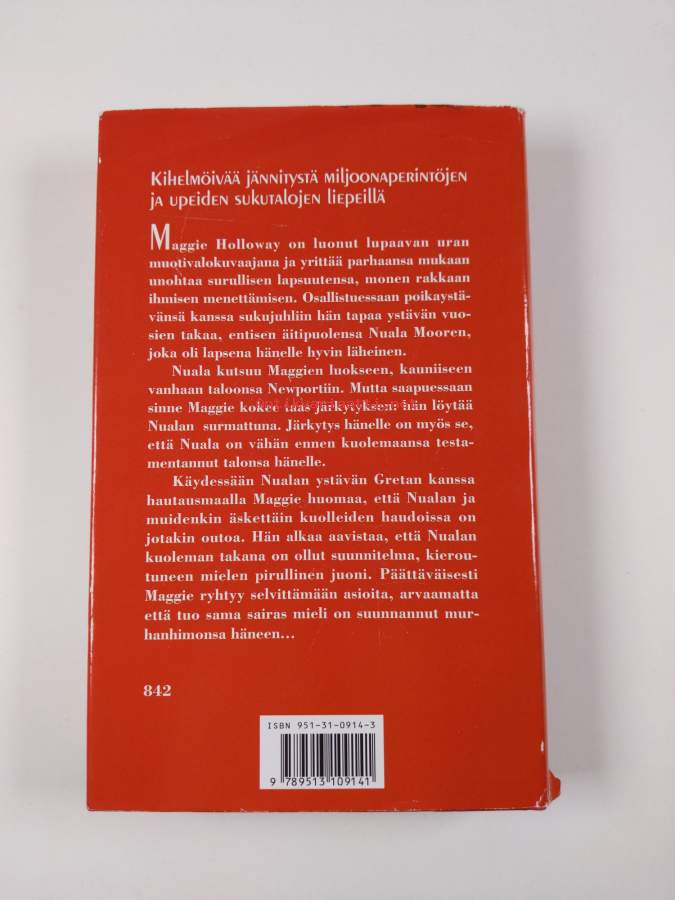 Kihelmöivää jännitystä miljoonaperintöjen
ja upeiden sukutalojen liepeillä
Maggie Holloway on luonut lupaavan uran
muotivalokuvaajana ja yrittää parhaansa mukaan
unohtaa surullisen lapsuutensa, monen rakkaan
ihmisen menettämisen. Osallistuessaan poikaystä-
vänsä kanssa sukujuhliin hän tapaa ystävän vuo-
sien takaa, entisen äitipuolensa Nuala Mooren,
joka oli lapsena hänelle hyvin läheinen.
Nuala kutsuu Maggien luokseen, kauniiseen
vanhaan taloonsa Newportiin. Mutta saapuessaan
sinne Maggie kokee taas järkytyksen: hän löytää
Nualan surmattuna. Järkytys hänelle on myös se,
että Nuala on vähän ennen kuolemaansa testa-
mentannut talonsa hänelle.
Käydessään Nualan ystävän Gretan kanssa
hautausmaalla Maggie huomaa, että Nualan ja
muidenkin äskettäin kuolleiden haudoissa on
jotakin outoa. Hän alkaa aavistaa, että Nualan
kuoleman takana on ollut suunnitelma, kierou-
tuneen mielen pirullinen juoni. Päättäväisesti
Maggie ryhtyy selvittämään asioita, arvaamatta
että tuo sama sairas mieli on suunnannut mur-
hanhimonsa häneen...
842
ISBN 951-31-0914-3
9 789513 109141